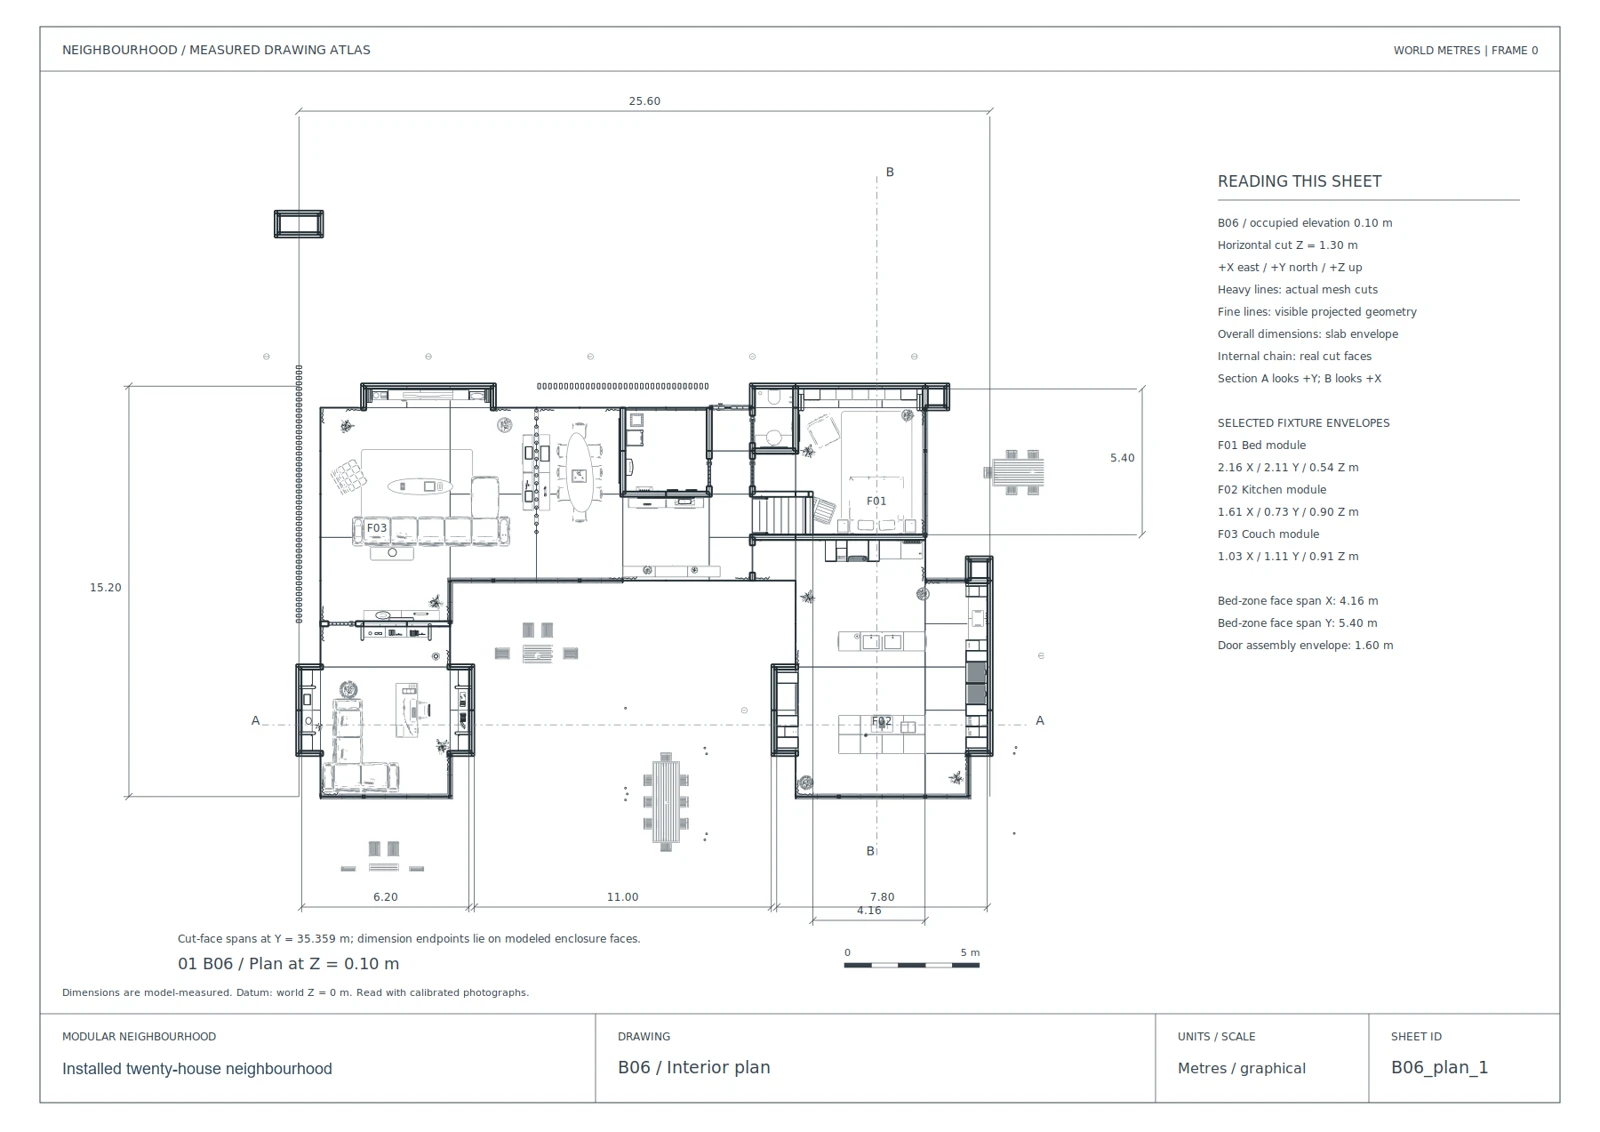 NEIGHBOURHOOD / MEASURED DRAWING ATLAS
WORLD METRES | FRAME 0
25.60
B
READING THIS SHEET
B06 / occupied elevation 0.10 m
Horizontal cut Z = 1.30 m
+X east / +Y north / +Z up
Heavy lines: actual mesh cuts
Fine lines: visible projected geometry
Overall dimensions: slab envelope
Internal chain: real cut faces
Section A looks +Y; B looks +X
SELECTED FIXTURE ENVELOPES
F01 Bed module
2.16 X / 2.11 Y / 0.54 Z m
F02 Kitchen module
1.61 X / 0.73 Y / 0.90 Z m
F03 Couch module
1.03 X / 1.11 Y / 0.91 Z m
Bed-zone face span X: 4.16 m
Bed-zone face span Y: 5.40 m
Door assembly envelope: 1.60 m
5.40
F01
F03
15.20
A
F02
A
B
6.20
11.00
7.80
4.16
Cut-face spans at Y = 35.359 m; dimension endpoints lie on modeled enclosure faces.
01 B06 / Plan at Z = 0.10 m
0
5 m
Dimensions are model-measured. Datum: world Z = 0 m. Read with calibrated photographs.
MODULAR NEIGHBOURHOOD
Installed twenty-house neighbourhood
DRAWING
B06 / Interior plan
UNITS / SCALE
Metres / graphical
SHEET ID
B06_plan_1